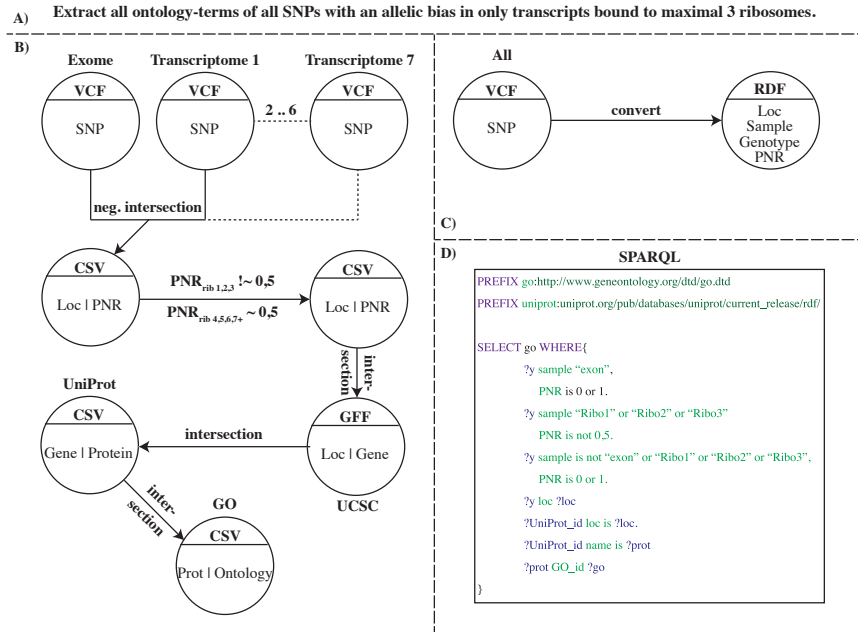 A) Extract all ontology-terms of all SNPs with an allelic bias in only transcripts bound to maximal 3 ribosomes.
B)
Exome
Transcriptome 1
Transcriptome 7
VCF
SNP
VCF
SNP
2 .. 6
VCF
SNP
neg. intersection
CSV
Loc | PNR
PNR rib 1,2,3 !~ 0,5
PNR rib 4,5,6,7+ ~ 0,5
CSV
Loc | PNR
inter-
section
UniProt
CSV
Gene | Protein
intersection
GFF
Loc | Gene
UCSC
inter-
section
GO
CSV
Prot | Ontology
All
VCF
SNP
convert
RDF
Loc
Sample
Genotype
PNR
C)
D)
SPARQL
PREFIX go:http://www.geneontology.org/dtd/go.dtd
PREFIX uniprot:uniprot.org/pub/databases/uniprot/current_release/rdf/
SELECT go WHERE{
?y sample “exon”,
PNR is 0 or 1.
?y sample “Ribo1” or “Ribo2” or “Ribo3”
PNR is not 0,5.
?y sample is not “exon” or “Ribo1” or “Ribo2” or “Ribo3”,
PNR is 0 or 1.
?y loc ?loc
?UniProt_id loc is ?loc.
?UniProt_id name is ?prot
?prot GO_id ?go
}